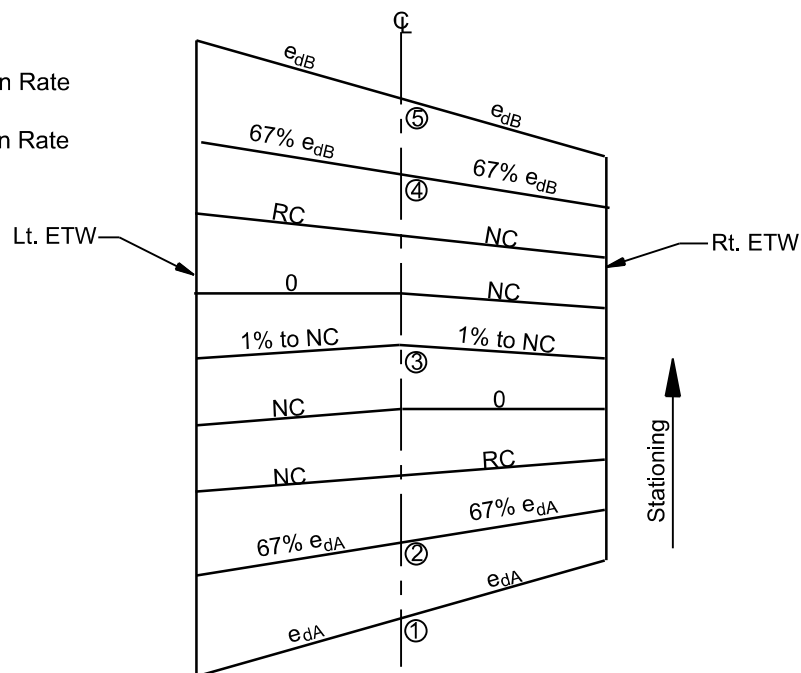 ℄
n Rate
n Rate
e_dB e_dB
⑤
67% e_dB 67% e_dB
④
RC NC
Lt. ETW Rt. ETW
0 NC
1% to NC 1% to NC
③
NC 0
NC RC
Stationing
67% e_dA 67% e_dA
②
e_dA e_dA
①